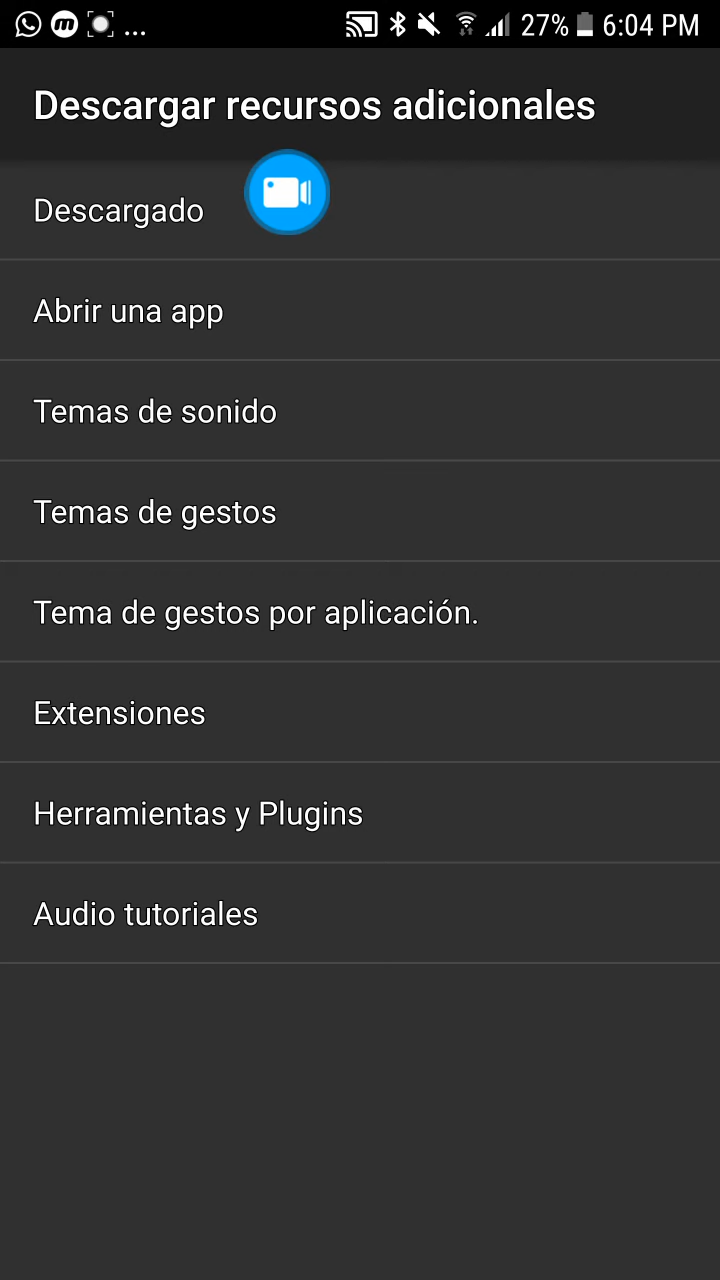 ... 27% 6:04 PM
Descargar recursos adicionales
Descargado
Abrir una app
Temas de sonido
Temas de gestos
Tema de gestos por aplicación.
Extensiones
Herramientas y Plugins
Audio tutoriales